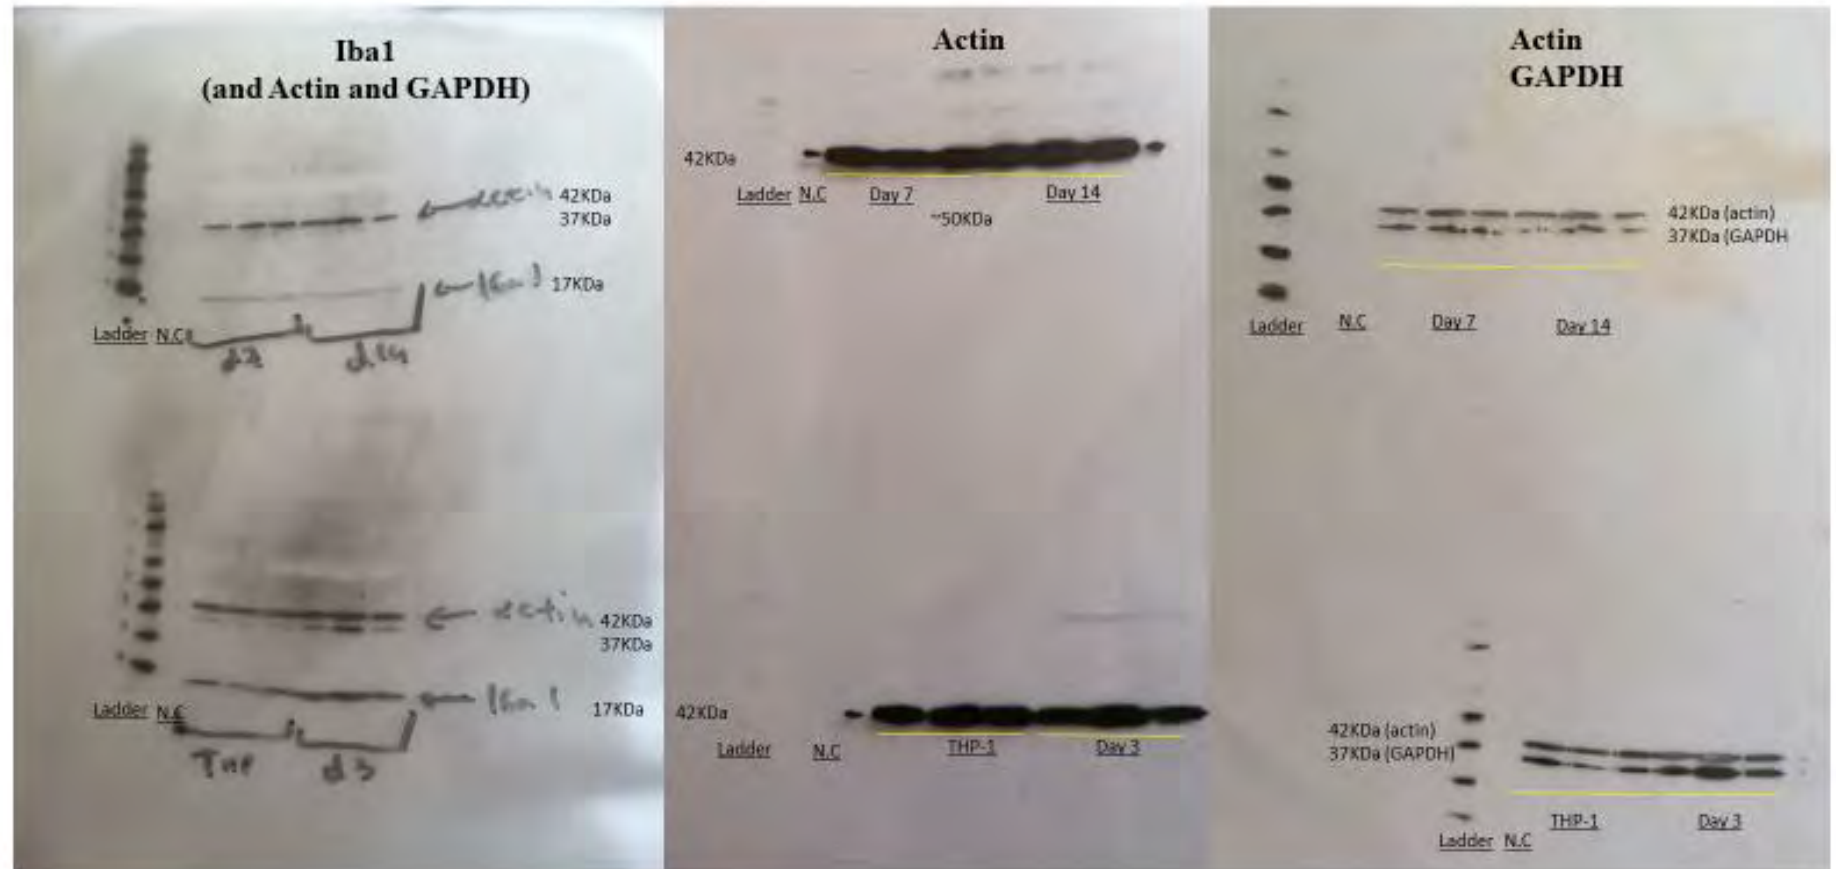 Iba1
(and Actin and GAPDH)
42KDa
37KDa
Iba1 17KDa
Ladder N.C
d7 d14
actin 42KDa
37KDa
Iba1 17KDa
Ladder N.C
THP d3
Actin
42KDa
Ladder N.C Day 7 Day 14
~50KDa
42KDa
Ladder N.C THP-1 Day 3
Actin
GAPDH
42KDa (actin)
37KDa (GAPDH
Ladder N.C Day 7 Day 14
42KDa (actin)
37KDa (GAPDH)
THP-1 Day 3
Ladder N.C